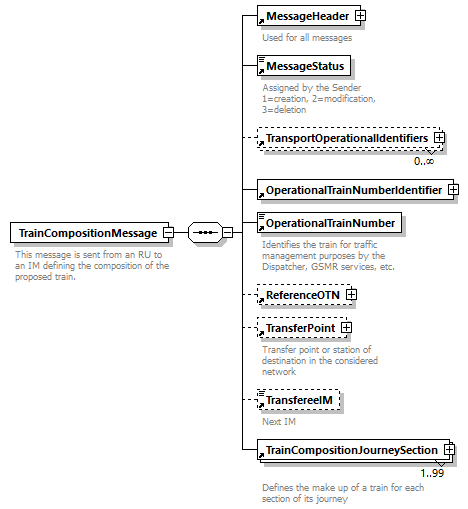 MessageHeader
Used for all messages
MessageStatus
Assigned by the Sender
1=creation, 2=modification,
3=deletion
TransportOperationalIdentifiers
0..∞
OperationalTrainNumberIdentifier
TrainCompositionMessage
This message is sent from an RU to
an IM defining the composition of the
proposed train.
OperationalTrainNumber
Identifies the train for traffic
management purposes by the
Dispatcher, GSMR services, etc.
ReferenceOTN
TransferPoint
Transfer point or station of
destination in the considered
network
TransfereeIM
Next IM
TrainCompositionJourneySection
1..99
Defines the make up of a train for each
section of its journey